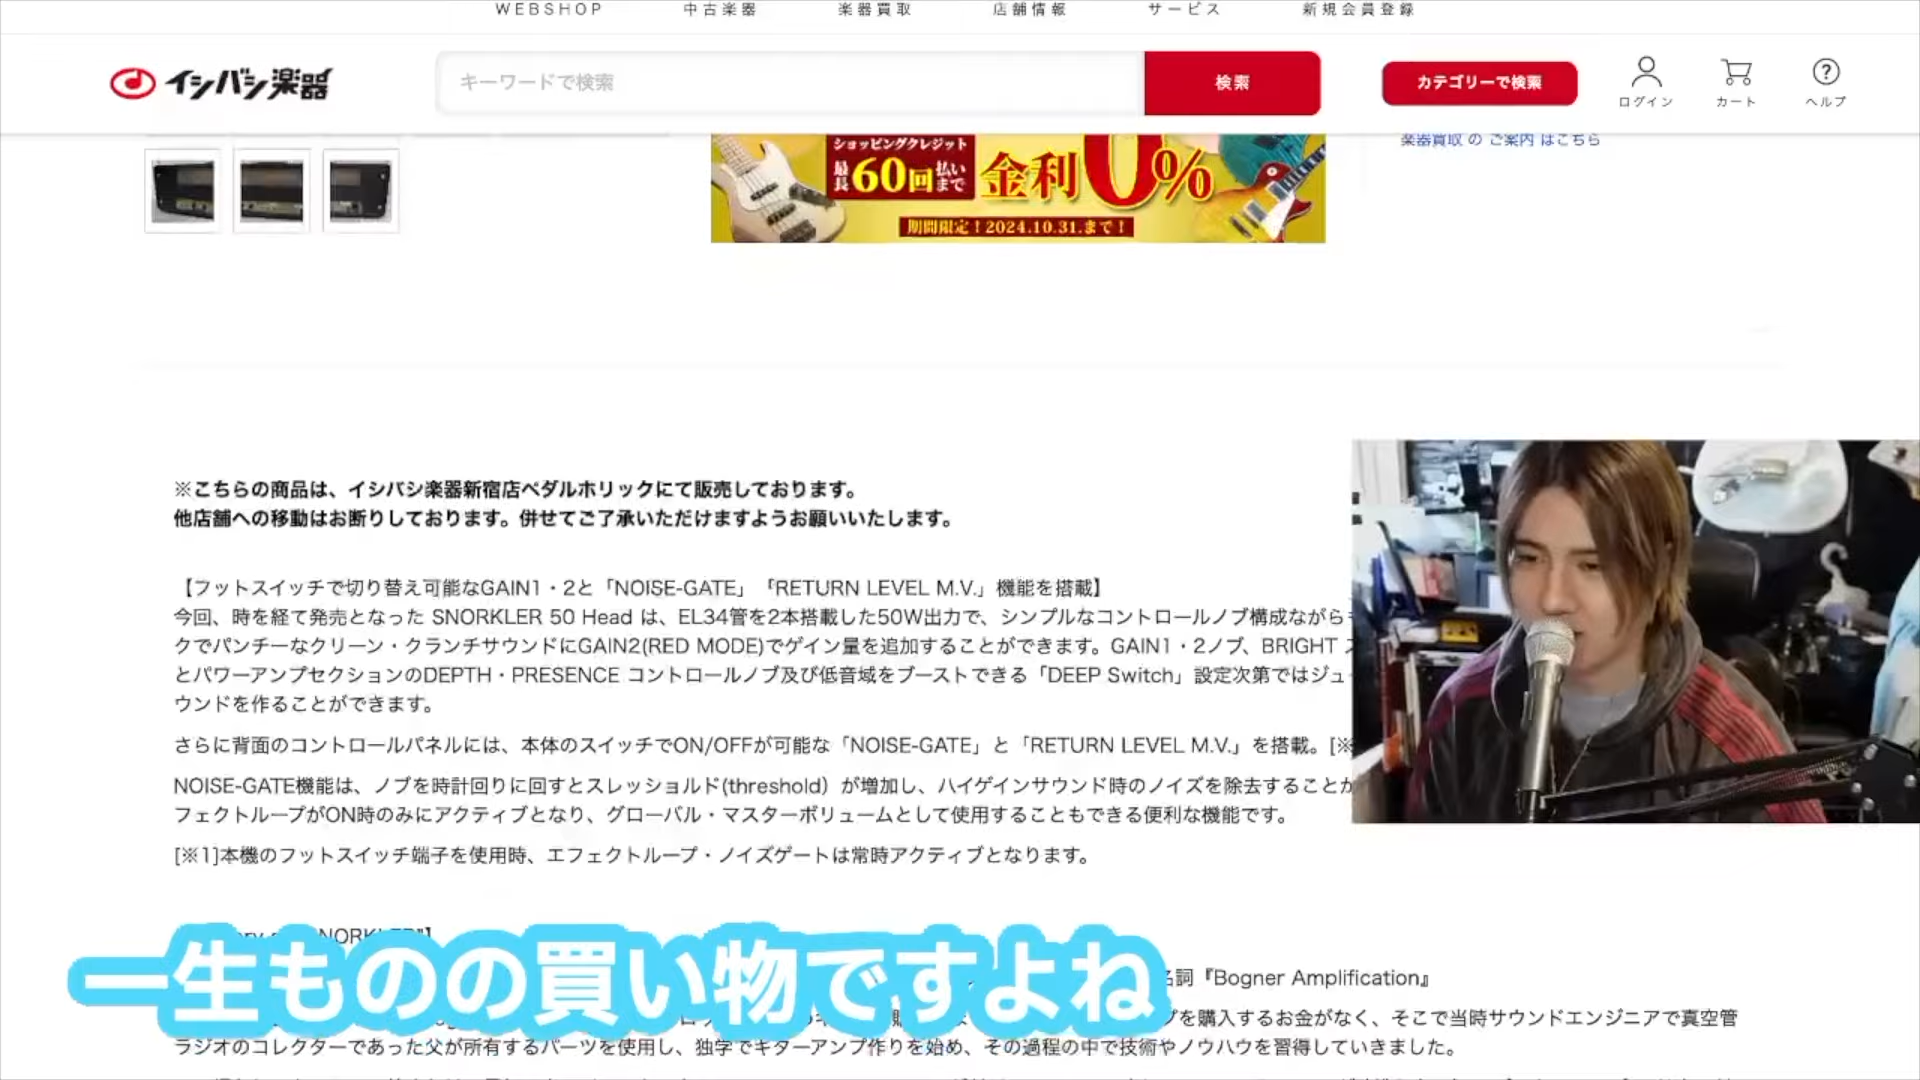 WEBSHOP
中古楽器
楽器買取
店舗情報
サービス
新規会員登録
イシバシ楽器
キーワードで検索
検索
カテゴリーで検索
ログイン
カート
ヘルプ
ショッピングクレジット
最長60回払いまで
金利0%
期間限定!2024.10.31.まで!
楽器買取 の ご案内 はこちら
※こちらの商品は、イシバシ楽器新宿店ペダルホリックにて販売しております。
他店舗への移動はお断りしております。併せてご了承いただけますようお願いいたします。
【フットスイッチで切り替え可能なGAIN1・2と「NOISE-GATE」「RETURN LEVEL M.V.」機能を搭載】
今回、時を経て発売となった SNORKLER 50 Head は、EL34管を2本搭載した50W出力で、シンプルなコントロールノブ構成ながら
クでパンチーなクリーン・クランチサウンドにGAIN2(RED MODE)でゲイン量を追加することができます。GAIN1・2ノブ、BRIGHT
とパワーアンプセクションのDEPTH・PRESENCE コントロールノブ及び低音域をブーストできる「DEEP Switch」設定次第ではジュ
ウンドを作ることができます。
さらに背面のコントロールパネルには、本体のスイッチでON/OFFが可能な「NOISE-GATE」と「RETURN LEVEL M.V.」を搭載。[※
NOISE-GATE機能は、ノブを時計回りに回すとスレッショルド(threshold）が増加し、ハイゲインサウンド時のノイズを除去することが
フェクトループがON時のみにアクティブとなり、グローバル・マスターボリュームとして使用することもできる便利な機能です。
[※1]本機のフットスイッチ端子を使用時、エフェクトループ・ノイズゲートは常時アクティブとなります。
一生ものの買い物ですよね
名詞『Bogner Amplification』
を購入するお金がなく、そこで当時サウンドエンジニアで真空管
ラジオのコレクターであった父が所有するパーツを使用し、独学でギターアンプ作りを始め、その過程の中で技術やノウハウを習得していきました。